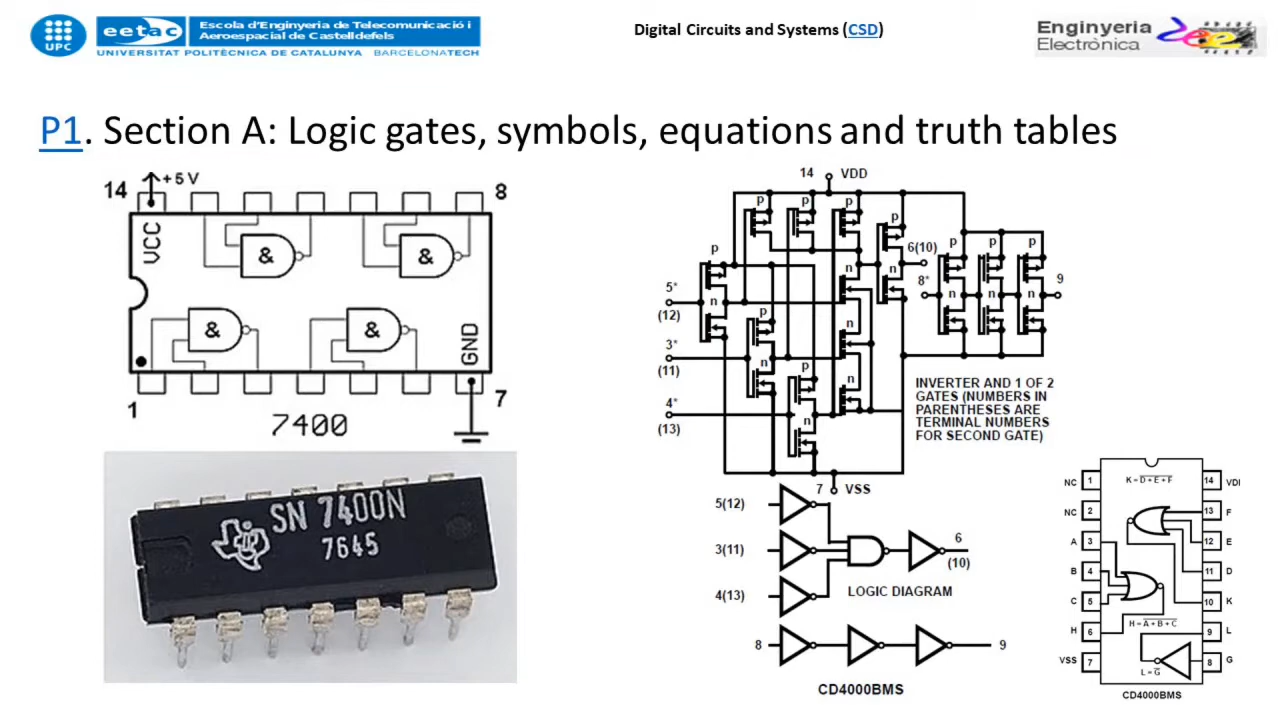 UPC
eetac
Escola d'Enginyeria de Telecomunicació i
Aeroespacial de Castelldefels
UNIVERSITAT POLITÈCNICA DE CATALUNYA BARCELONATECH
Digital Circuits and Systems (CSD)
Enginyeria
Electrònica
P1. Section A: Logic gates, symbols, equations and truth tables
14 +5V 8
VCC
& &
& &
GND
1 7
7400
SN 7400N
7645
14 VDD
p p p p
6(10)
p p p p
n n 8* 9
5*
n
(12)
p n
3*
(11) n
p n
4*
n
(13)
INVERTER AND 1 OF 2
GATES (NUMBERS IN
PARENTHESES ARE
TERMINAL NUMBERS
FOR SECOND GATE)
7 VSS
5(12)
3(11) 6
(10)
4(13) LOGIC DIAGRAM
8 9
CD4000BMS
NC 1 K = D + E + F 14 VDI
NC 2 13 F
A 3 12 E
B 4 11 D
C 5 10 K
H 6 H = A + B + C 9 L
VSS 7 L = G 8 G
CD4000BMS